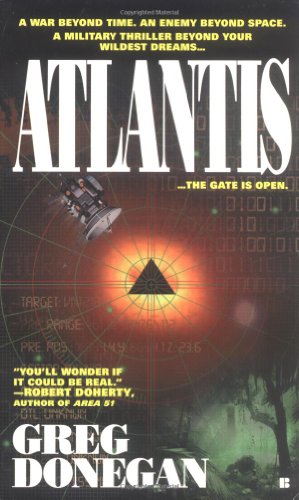 A WAR BEYOND TIME. AN ENEMY BEYOND SPACE.
A MILITARY THRILLER BEYOND YOUR
WILDEST DREAMS...
ATLANTIS
...THE GATE IS OPEN.
TARGET:
RANGE:
PRE POS:
"YOU'LL WONDER IF
IT COULD BE REAL."
—ROBERT DOHERTY,
AUTHOR OF AREA 51
GREG
DONEGAN
B